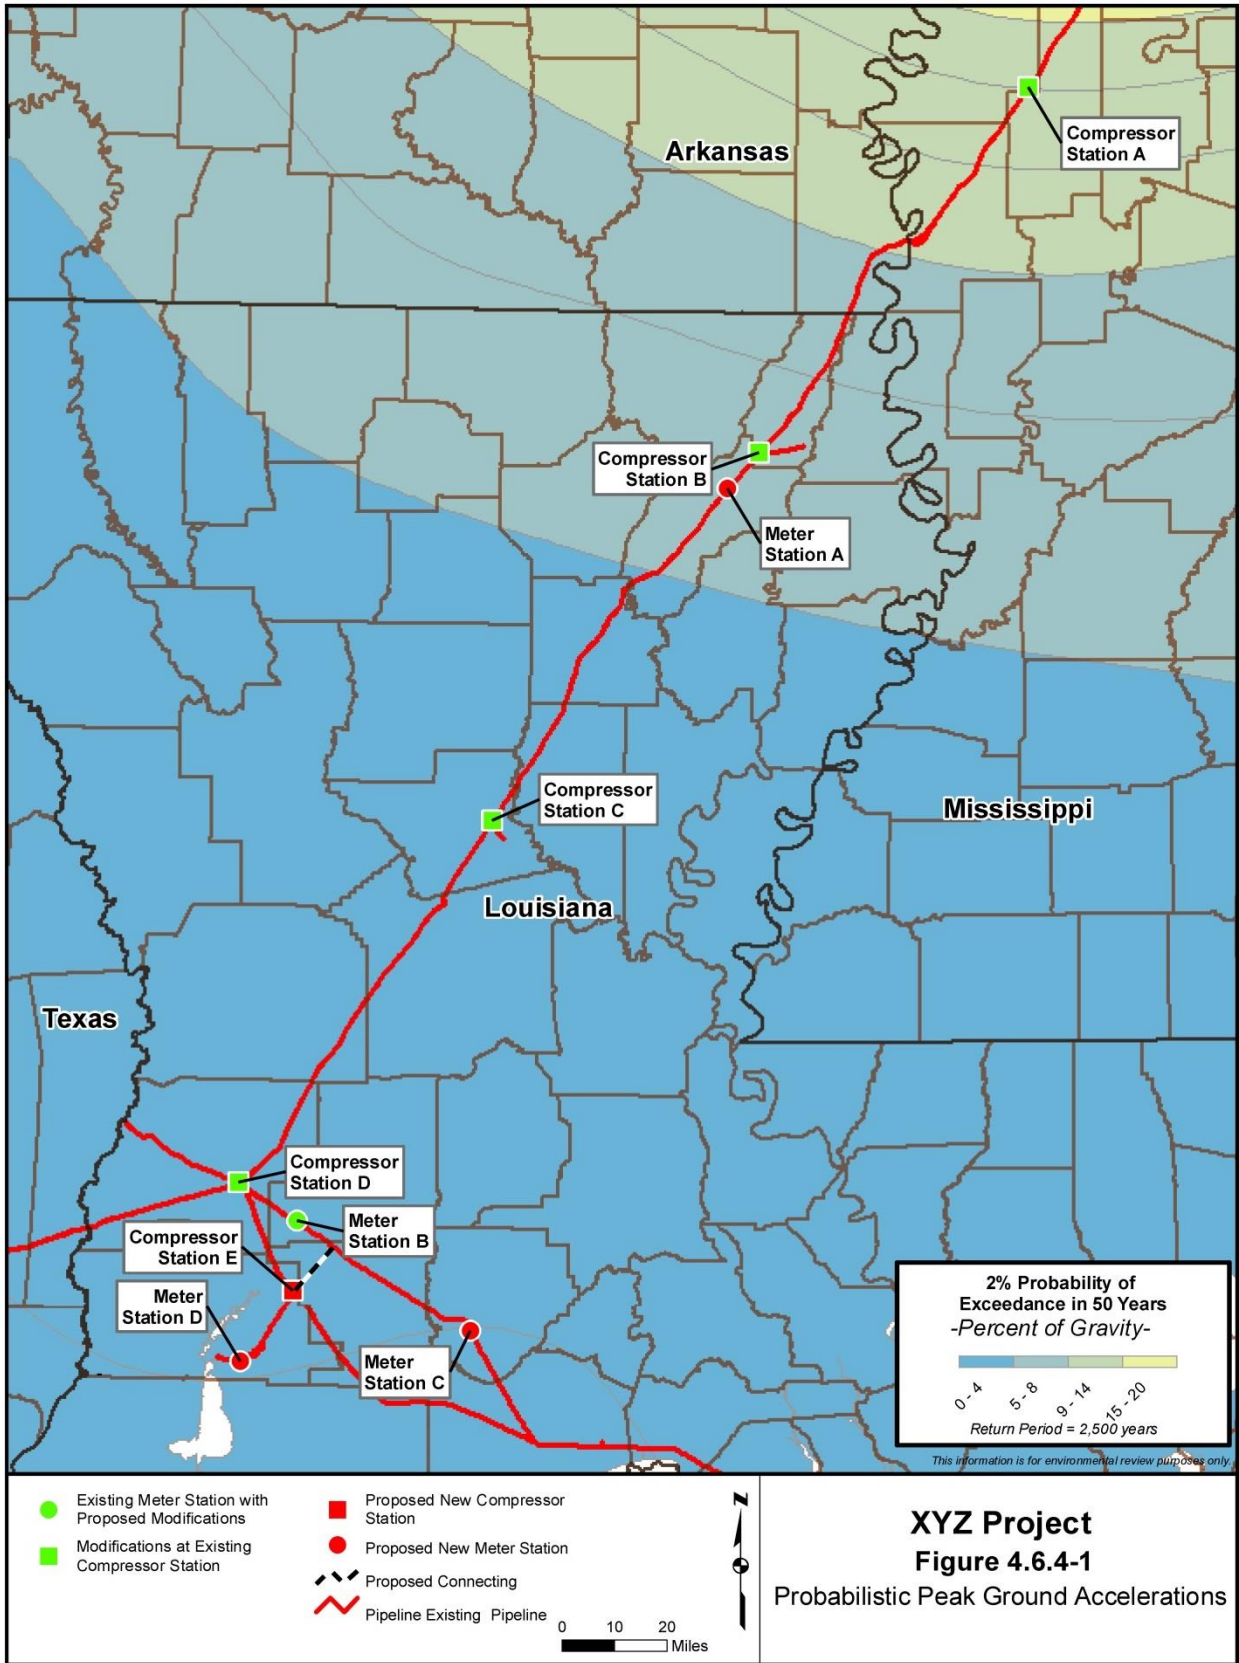 Arkansas
Compressor
Station A
Compressor
Station B
Meter
Station A
Compressor
Station C
Mississippi
Louisiana
Texas
Compressor
Station D
Meter
Station B
Compressor
Station E
Meter
Station D
Meter
Station C
2% Probability of
Exceedance in 50 Years
-Percent of Gravity-
0 - 4
5 - 8
9 - 14
15 - 20
Return Period = 2,500 years
This information is for environmental review purposes only.
Existing Meter Station with
Proposed Modifications
Modifications at Existing
Compressor Station
Proposed New Compressor
Station
Proposed New Meter Station
Proposed Connecting
Pipeline Existing Pipeline
N
0 10 20
Miles
XYZ Project
Figure 4.6.4-1
Probabilistic Peak Ground Accelerations